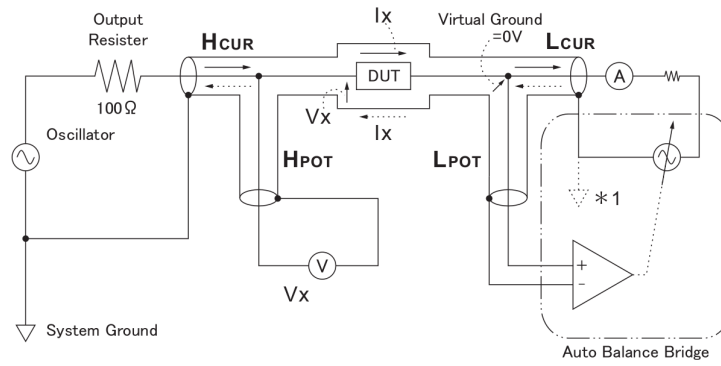 Output
Resister
100Ω
Oscillator
System Ground
HCUR
Ix
Virtual Ground
=0V
LCUR
DUT
A
Vx
Ix
HPOT
LPOT
V
Vx
＊1
+
−
Auto Balance Bridge